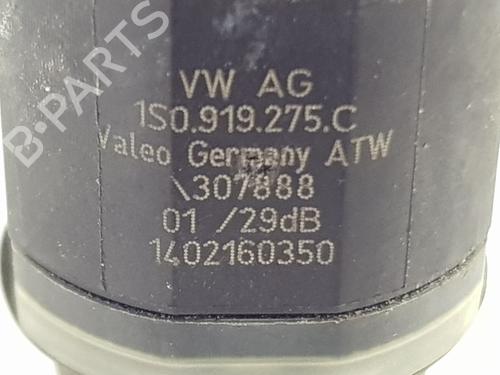 VW AG
1S0.919.275.C
Valeo Germany ATW
\307888
01 /29dB
1402160350
B-PARTS